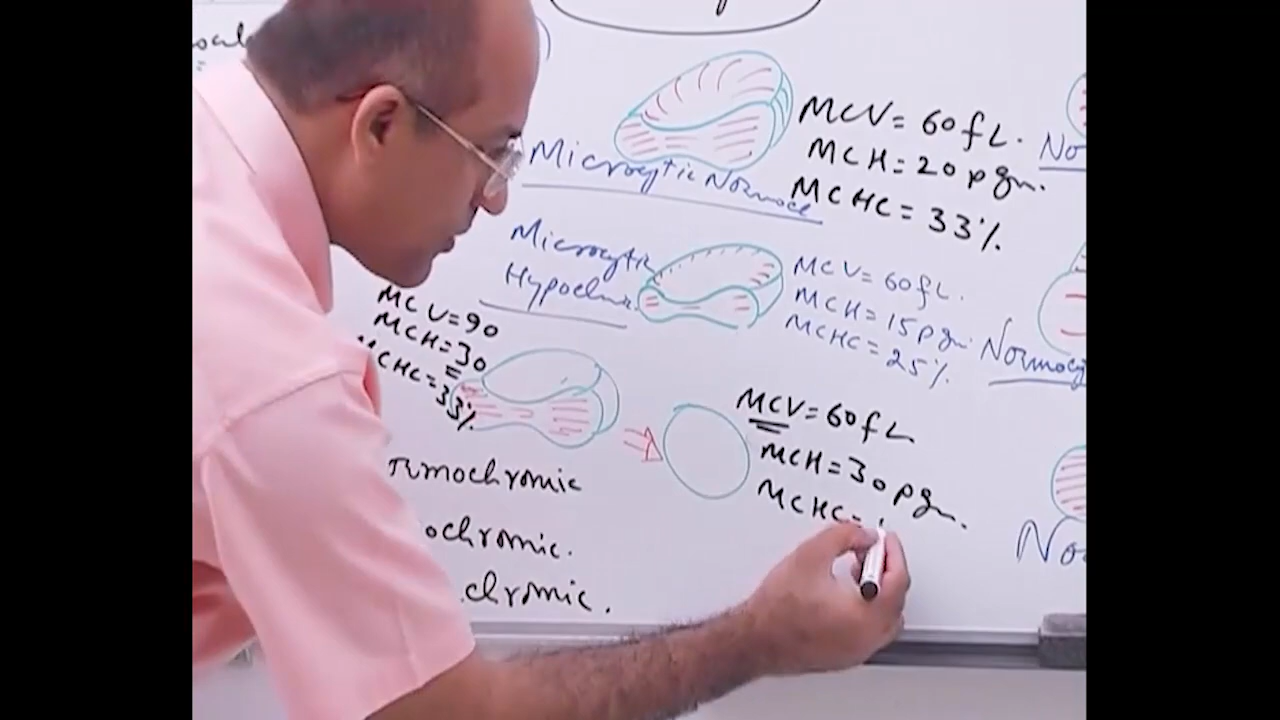 MCV = 60 fL.
MCH = 20 pgm.
MCHC = 33%
Microcytic Normoc
No
Microcytic
Hypochr
MCV = 60 fL.
MCH = 15 pgm.
MCHC = 25%
Normocy
MCV = 90
MCH = 30
MCHC = 33%
MCV = 60 fL
MCH = 30 pgm.
MCHC =
rmochromic
ochromic.
chromic.
No